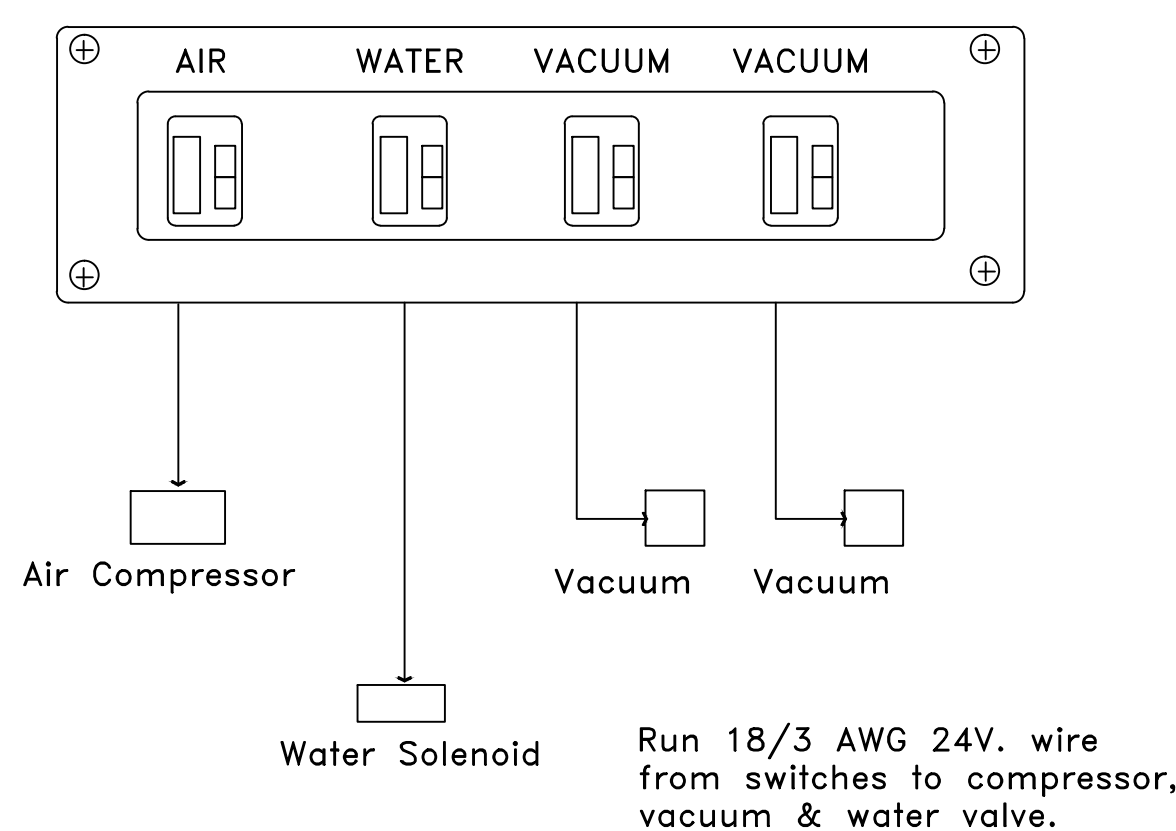 AIR WATER VACUUM VACUUM
Air Compressor
Vacuum Vacuum
Water Solenoid
Run 18/3 AWG 24V. wire
from switches to compressor,
vacuum & water valve.